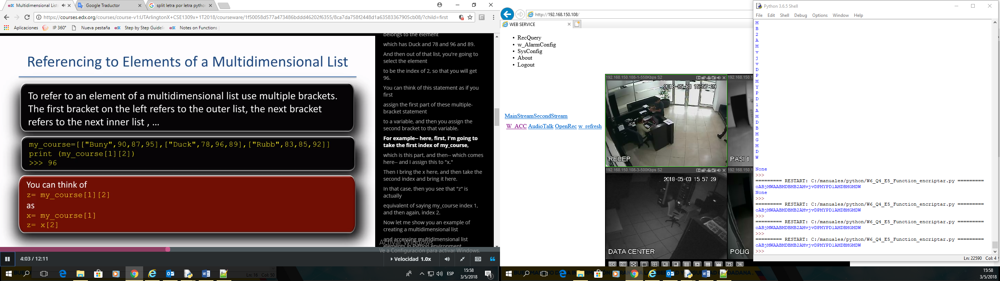 Multidimensional List
Google Traductor
split letra por letra pytho
https://courses.edx.org/courses/course-v1:UTArlingtonX+CSE1309x+1T2018/courseware/1f50058d577a473486bddd46202f6355/8ca7da758f2448d1a63583367905cb08/?child=first
Aplicaciones
IP 360°
Nueva pestaña
Step by Step Guideli
Notes on Functions
Referencing to Elements of a Multidimensional List
To refer to an element of a multidimensional list use multiple brackets.
The first bracket on the left refers to the outer list, the next bracket
refers to the next inner list , ...
my_course=[["Buny",90,87,95],["Duck",78,96,89],["Rubb",83,85,92]]
print (my_course[1][2])
>>> 96
You can think of
z= my_course[1][2]
as
x= my_course[1]
z= x[2]
belongs to the element
which has Duck and 78 and 96 and 89.
And then out of that list, you're going to
select the element
to be the index of 2, so that you will get
96.
You can think of this statement as if you
first
assign the first part of these multiple-
bracket statement
to a variable, and then you assign the
second bracket to that variable.
For example-- here, first, I'm going to
take the first index of my_course,
which is this part, and then-- which comes
here-- and I assign this to "x."
Then I bring the x here, and then take the
second index and bring it here.
In that case, then you see that "z" is
actually
equivalent of saying my_course index 1,
and then again, index 2.
Now let me show you an example of
creating a multidimensional list
and accessing multidimensional list
elements in Python environment
Activar Windows
Ve a Configuración para activar Windows.
4:03 / 12:11
Velocidad 1.0x
Ln: 16 Col: 50
ESP
15:58
3/5/2018
1
http://192.168.150.108/
WEB SERVICE
RecQuery
w_AlarmConfig
SysConfig
About
Logout
MainStreamSecondStream
W_ACC AudioTalk OpenRec w_refresh
192.168.150.108-1-558Kbps S2
192.168.150.10
2018-05-03 15:57:29
RECEP
PASI 1
192.168.150.108-3-500Kbps S2
192.168.150.10
2018-05-03 15 57:29
DATA CENTER
POLIG
HQ
25
36
Python 3.6.5 Shell
File Edit Shell Debug Options Window Help
M
B
2
A
M
v
j
v
D
P
M
Y
P
D
l
A
M
D
B
M
G
M
D
W
None
>>>
========= RESTART: C:/manuales/python/W6_Q4_E5_Function_encriptar.py =========
oABjMWAABMDBMB2AMvjvDPMYPDlAMDBMGMDW
None
>>>
========= RESTART: C:/manuales/python/W6_Q4_E5_Function_encriptar.py =========
oABjMWAABMDBMB2AMvjvDPMYPDlAMDBMGMDW
>>>
========= RESTART: C:/manuales/python/W6_Q4_E5_Function_encriptar.py =========
oABjMWAABMDBMB2AMvjvDPMYPDlAMDBMGMDW
>>>
========= RESTART: C:/manuales/python/W6_Q4_E5_Function_encriptar.py =========
oABjMWAABMDBMB2AMvjvDPMYPDlAMDBMGMDW
>>>
Ln: 22590 Col: 4
15:58
3/5/2018